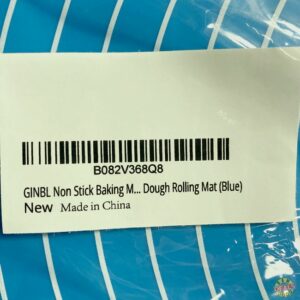 B082V368Q8
GINBL Non Stick Baking M... Dough Rolling Mat (Blue)
New Made in China